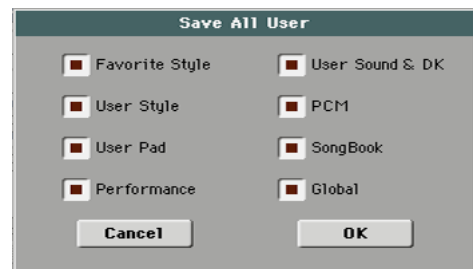 Save All User
Favorite Style
User Sound & DK
User Style
PCM
User Pad
SongBook
Performance
Global
Cancel
OK